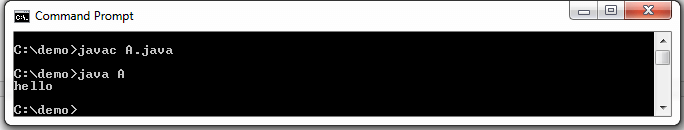 Command Prompt
C:\demo>javac A.java
C:\demo>java A
hello
C:\demo>